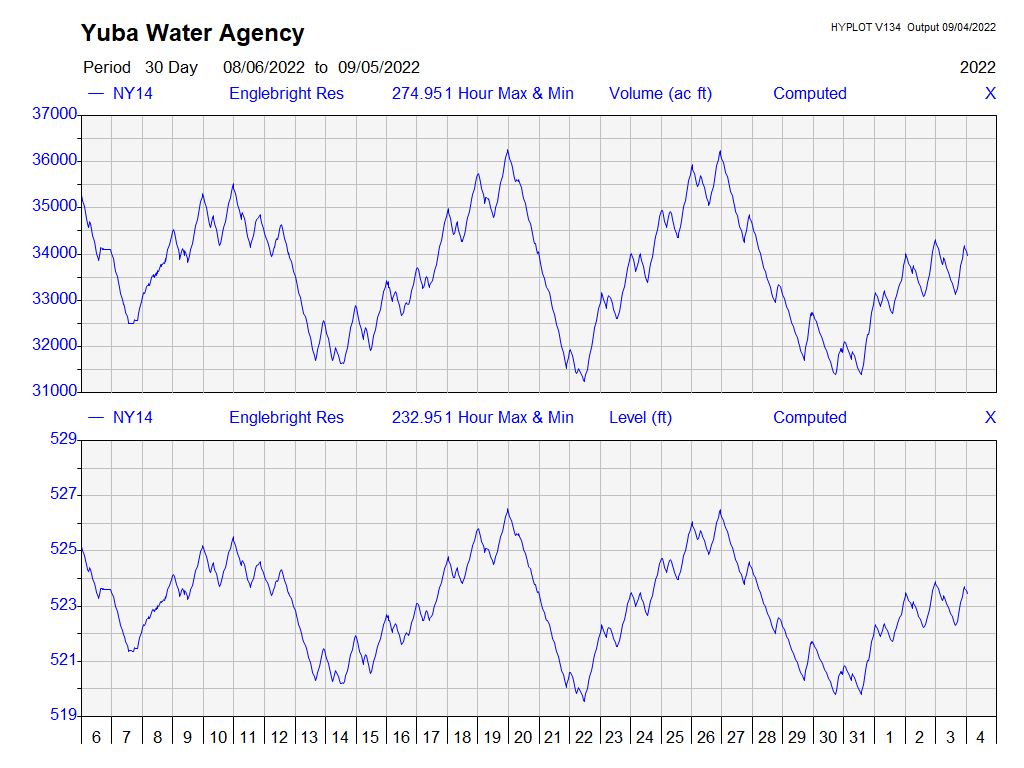 Yuba Water Agency
HYPLOT V134 Output 09/04/2022
Period 30 Day 08/06/2022 to 09/05/2022 2022
NY14 Englebright Res 274.951 Hour Max & Min Volume (ac ft) Computed X
37000
36000
35000
34000
33000
32000
31000
NY14 Englebright Res 232.951 Hour Max & Min Level (ft) Computed X
529
527
525
523
521
519
6 7 8 9 10 11 12 13 14 15 16 17 18 19 20 21 22 23 24 25 26 27 28 29 30 31 1 2 3 4